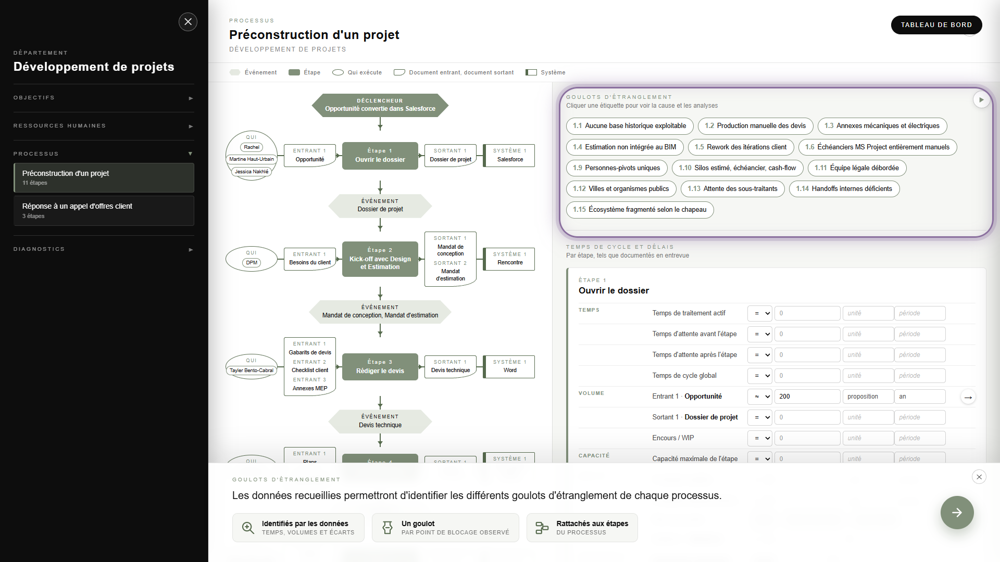 DÉPARTEMENT
Développement de projets
OBJECTIFS
RESSOURCES HUMAINES
PROCESSUS
Préconstruction d'un projet
11 étapes
Réponse à un appel d'offres client
3 étapes
DIAGNOSTICS
PROCESSUS
Préconstruction d'un projet
DÉVELOPPEMENT DE PROJETS
TABLEAU DE BORD
Événement
Étape
Qui exécute
Document entrant, document sortant
Système
DÉCLENCHEUR
Opportunité convertie dans Salesforce
QUI
Rachel
Martine Haut-Urbain
Jessica Nakhlé
ENTRANT 1
Opportunité
Étape 1
Ouvrir le dossier
SORTANT 1
Dossier de projet
SYSTÈME 1
Salesforce
ÉVÉNEMENT
Dossier de projet
QUI
DPM
ENTRANT 1
Besoins du client
Étape 2
Kick-off avec Design
et Estimation
SORTANT 1
Mandat de
conception
SORTANT 2
Mandat
d'estimation
SYSTÈME 1
Rencontre
ÉVÉNEMENT
Mandat de conception, Mandat d'estimation
QUI
Tayler Bento-Cabral
ENTRANT 1
Gabarits de devis
ENTRANT 2
Checklist client
ENTRANT 3
Annexes MEP
Étape 3
Rédiger le devis
SORTANT 1
Devis technique
SYSTÈME 1
Word
ÉVÉNEMENT
Devis technique
QUI
ENTRANT 1
Plans
Étape 4
SORTANT 1
SYSTÈME 1
GOULOTS D'ÉTRANGLEMENT
Cliquer une étiquette pour voir la cause et les analyses
1.1 Aucune base historique exploitable
1.2 Production manuelle des devis
1.3 Annexes mécaniques et électriques
1.4 Estimation non intégrée au BIM
1.5 Rework des itérations client
1.6 Échéanciers MS Project entièrement manuels
1.9 Personnes-pivots uniques
1.10 Silos estimé, échéancier, cash-flow
1.11 Équipe légale débordée
1.12 Villes et organismes publics
1.13 Attente des sous-traitants
1.14 Handoffs internes déficients
1.15 Écosystème fragmenté selon le chapeau
TEMPS DE CYCLE ET DÉLAIS
Par étape, tels que documentés en entrevue
ÉTAPE 1
Ouvrir le dossier
TEMPS
Temps de traitement actif = 0 unité période
Temps d'attente avant l'étape = 0 unité période
Temps d'attente après l'étape = 0 unité période
Temps de cycle global = 0 unité période
VOLUME
Entrant 1 · Opportunité ≈ 200 proposition an →
Sortant 1 · Dossier de projet = 0 unité période
Encours / WIP = 0 unité période
CAPACITÉ
Capacité maximale de l'étape = 0 unité période
GOULOTS D'ÉTRANGLEMENT
Les données recueillies permettront d'identifier les différents goulots d'étranglement de chaque processus.
Identifiés par les données
TEMPS, VOLUMES ET ÉCARTS
Un goulot
PAR POINT DE BLOCAGE OBSERVÉ
Rattachés aux étapes
DU PROCESSUS